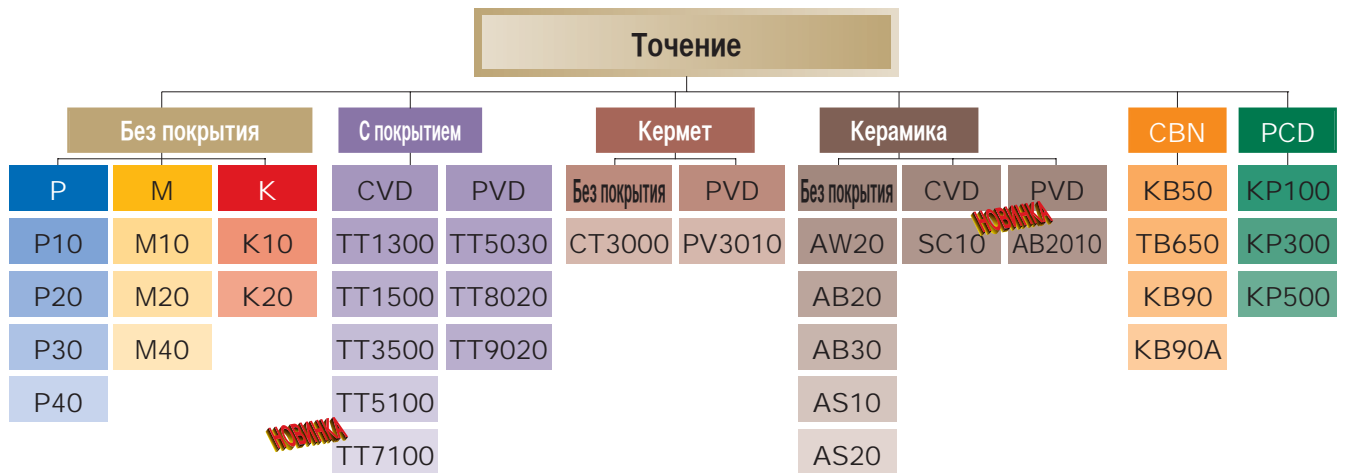 Точение
Без покрытия С покрытием Кермет Керамика CBN PCD
P M K CVD PVD Без покрытия PVD Без покрытия CVD PVD KB50 KP100
НОВИНКА
P10 M10 K10 TT1300 TT5030 CT3000 PV3010 AW20 SC10 AB2010 TB650 KP300
P20 M20 K20 TT1500 TT8020 AB20 KB90 KP500
P30 M40 TT3500 TT9020 AB30 KB90A
P40 TT5100 AS10
НОВИНКА
TT7100 AS20